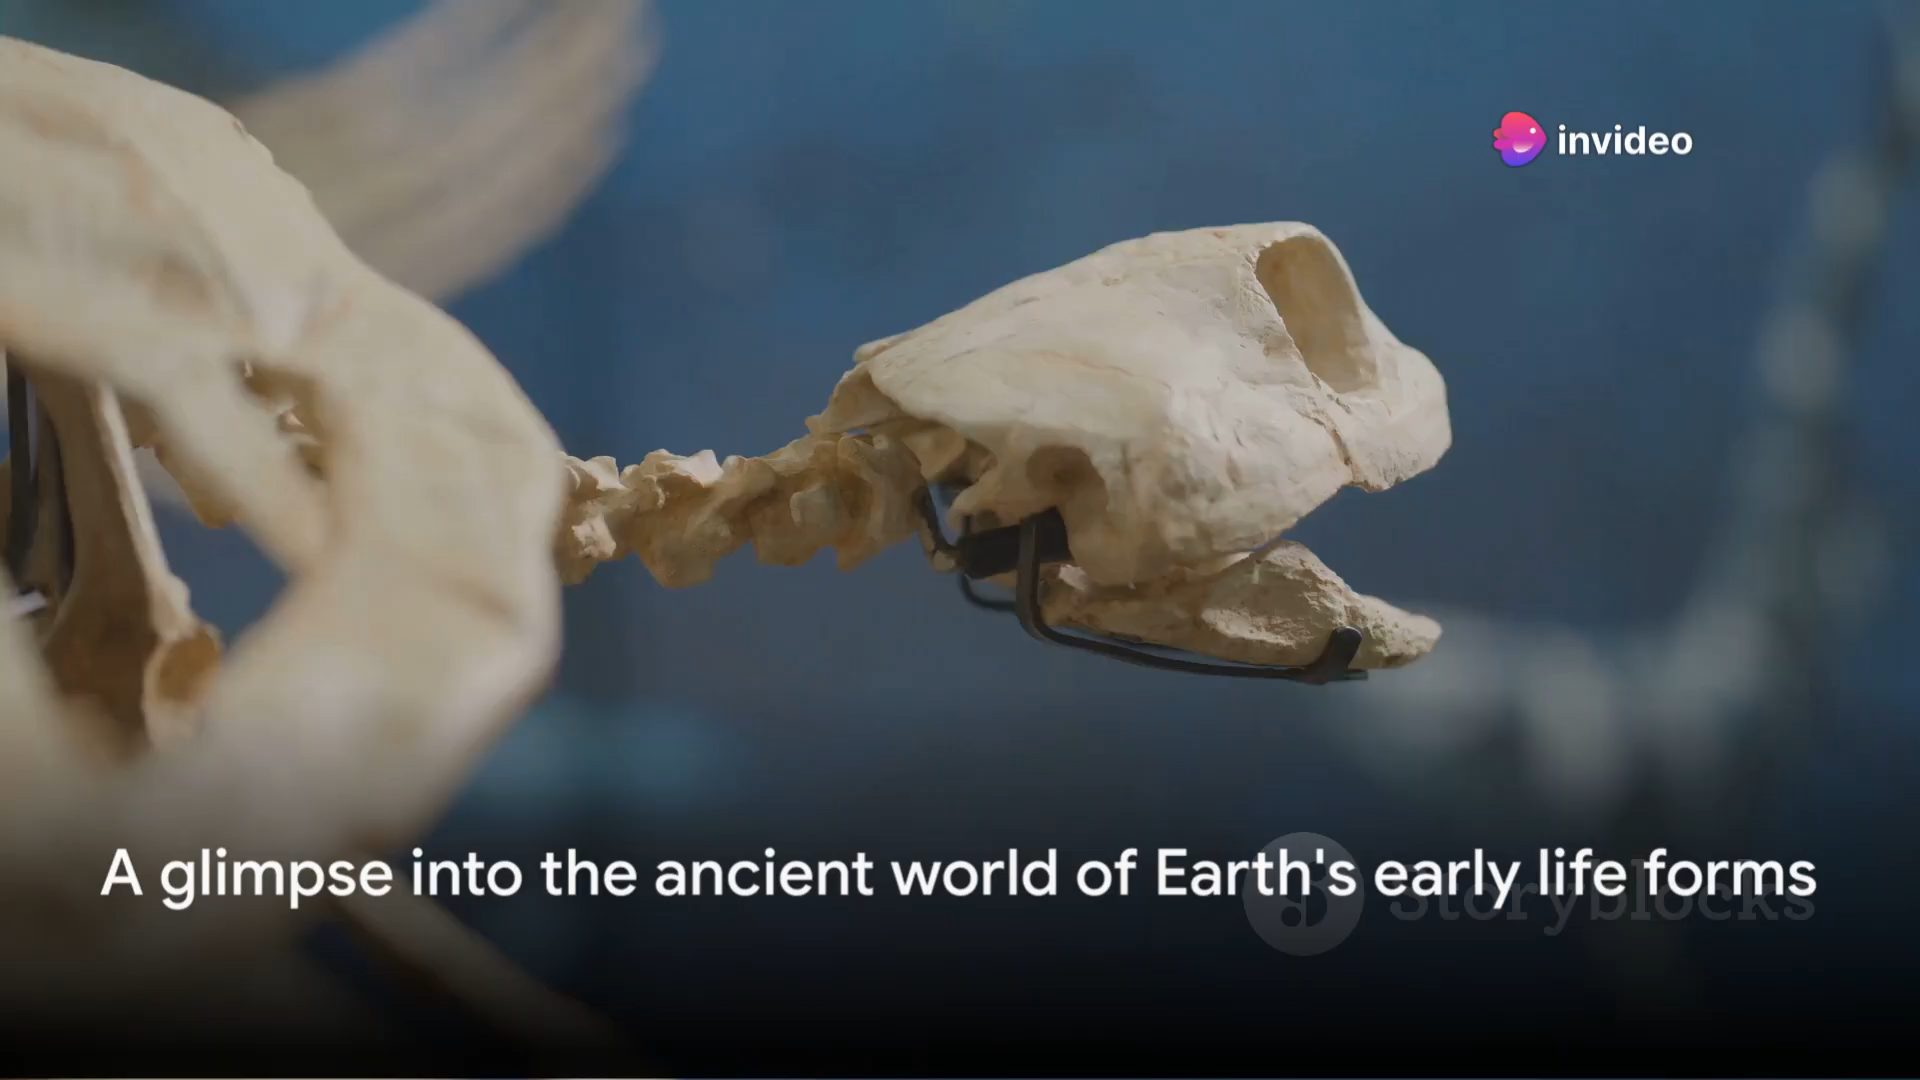 invideo
A glimpse into the ancient world of Earth's early life forms
Storyblocks